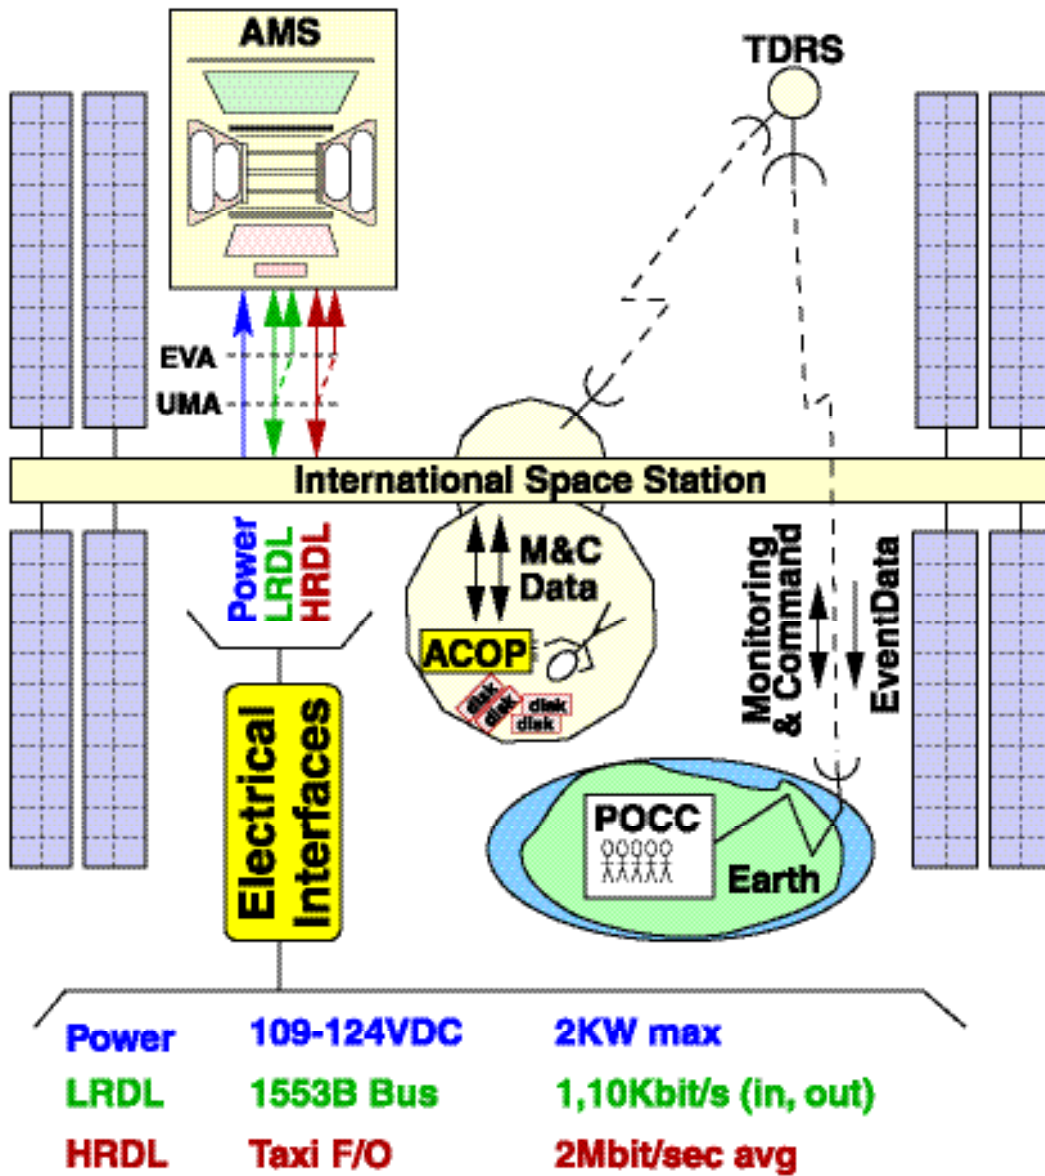 AMS
TDRS
EVA
UMA
International Space Station
Power
LRDL
HRDL
M&C
Data
ACOP
disk
disk
disk
disk
Monitoring
& Command
EventData
Electrical
Interfaces
POCC
Earth
Power 109-124VDC 2KW max
LRDL 1553B Bus 1,10Kbit/s (in, out)
HRDL Taxi F/O 2Mbit/sec avg